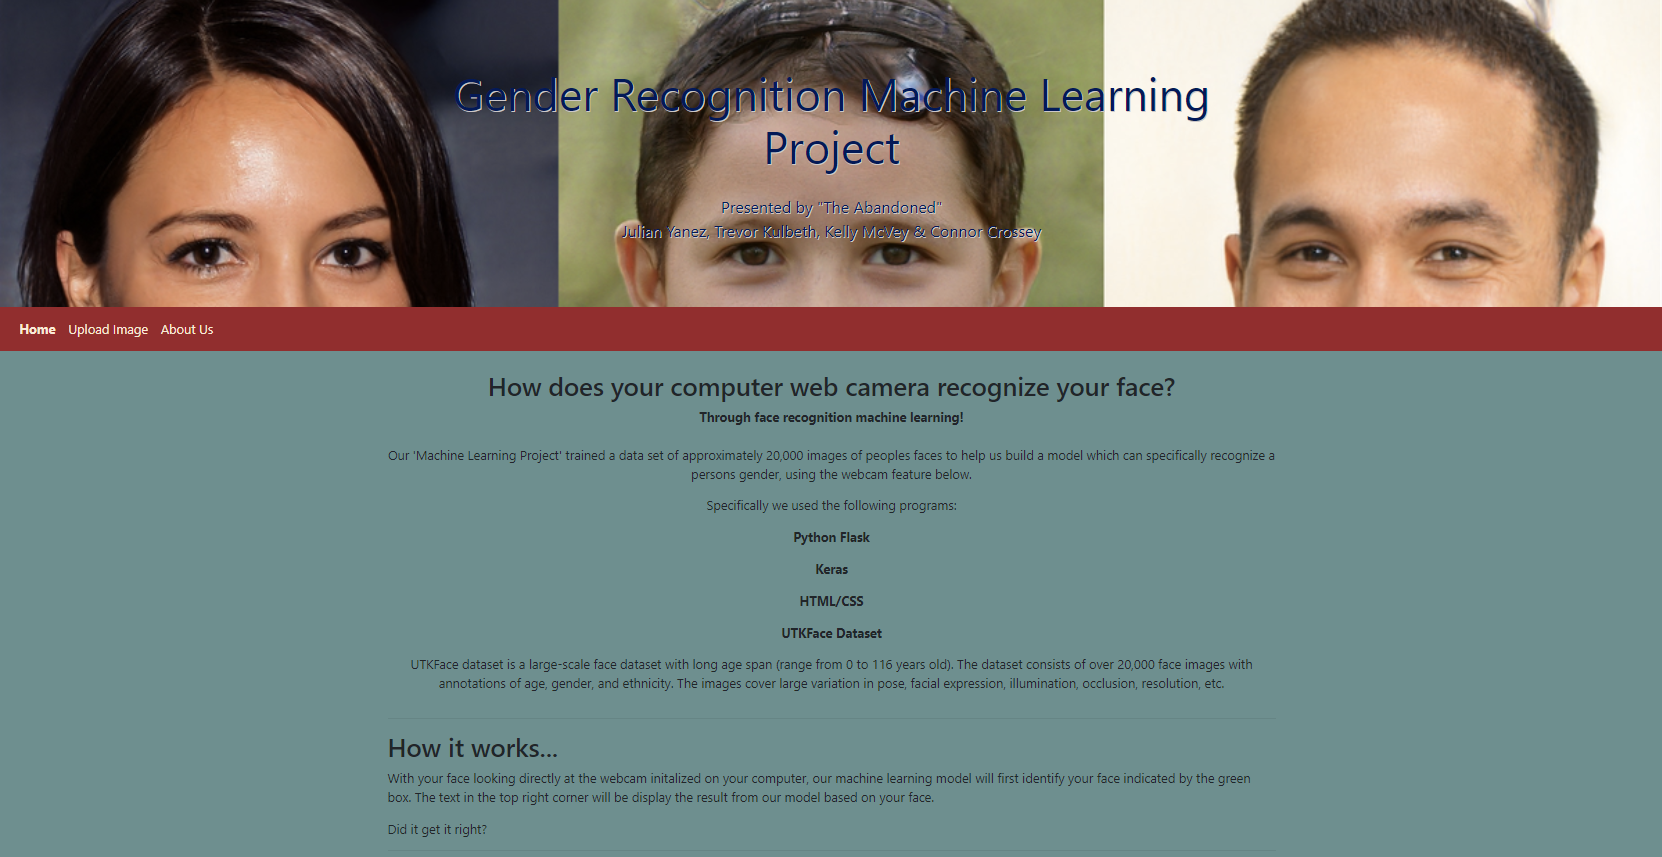 Gender Recognition Machine Learning
Project
Presented by "The Abandoned"
Julian Yanez, Trevor Kulbeth, Kelly McVey & Connor Crossey
Home Upload Image About Us
How does your computer web camera recognize your face?
Through face recognition machine learning!
Our 'Machine Learning Project' trained a data set of approximately 20,000 images of peoples faces to help us build a model which can specifically recognize a
persons gender, using the webcam feature below.
Specifically we used the following programs:
Python Flask
Keras
HTML/CSS
UTKFace Dataset
UTKFace dataset is a large-scale face dataset with long age span (range from 0 to 116 years old). The dataset consists of over 20,000 face images with
annotations of age, gender, and ethnicity. The images cover large variation in pose, facial expression, illumination, occlusion, resolution, etc.
How it works...
With your face looking directly at the webcam initalized on your computer, our machine learning model will first identify your face indicated by the green
box. The text in the top right corner will be display the result from our model based on your face.
Did it get it right?